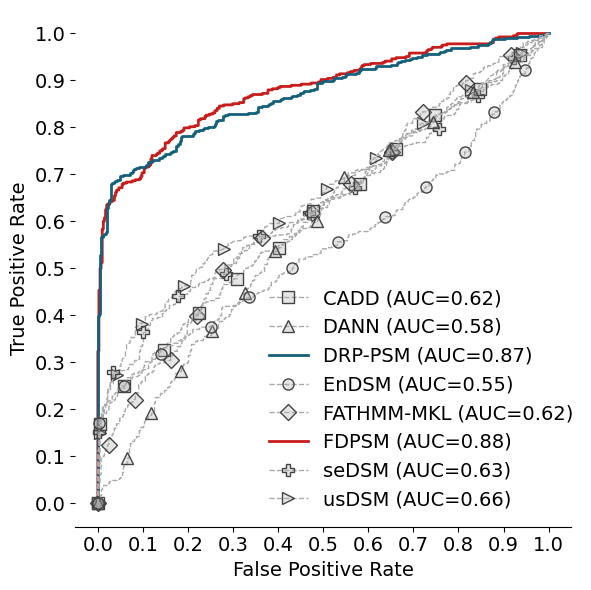 1.0
0.9
0.8
0.7
0.6
0.5
0.4
0.3
0.2
0.1
0.0
True Positive Rate
CADD (AUC=0.62)
DANN (AUC=0.58)
DRP-PSM (AUC=0.87)
EnDSM (AUC=0.55)
FATHMM-MKL (AUC=0.62)
FDPSM (AUC=0.88)
seDSM (AUC=0.63)
usDSM (AUC=0.66)
0.0 0.1 0.2 0.3 0.4 0.5 0.6 0.7 0.8 0.9 1.0
False Positive Rate